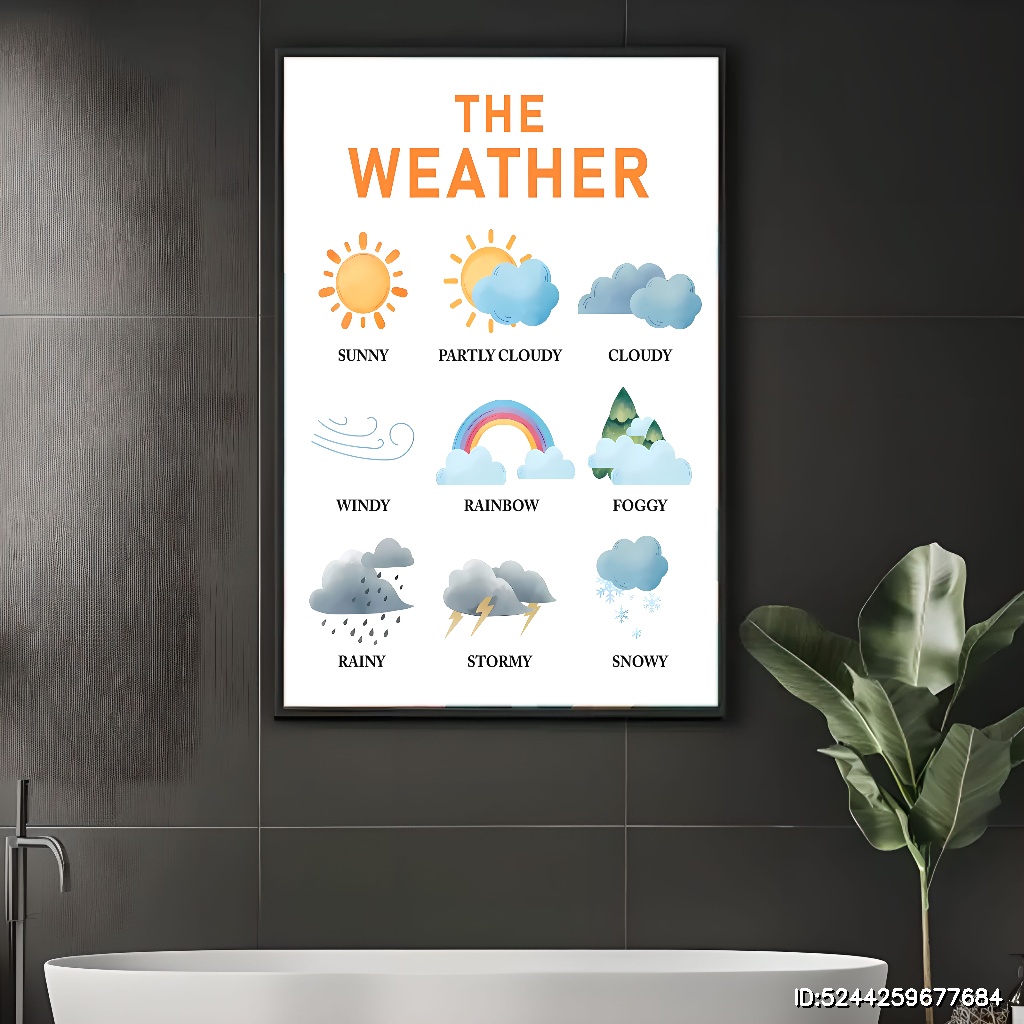 THE
WEATHER
SUNNY
PARTLY CLOUDY
CLOUDY
WINDY
RAINBOW
FOGGY
RAINY
STORMY
SNOWY
ID:5244259677684